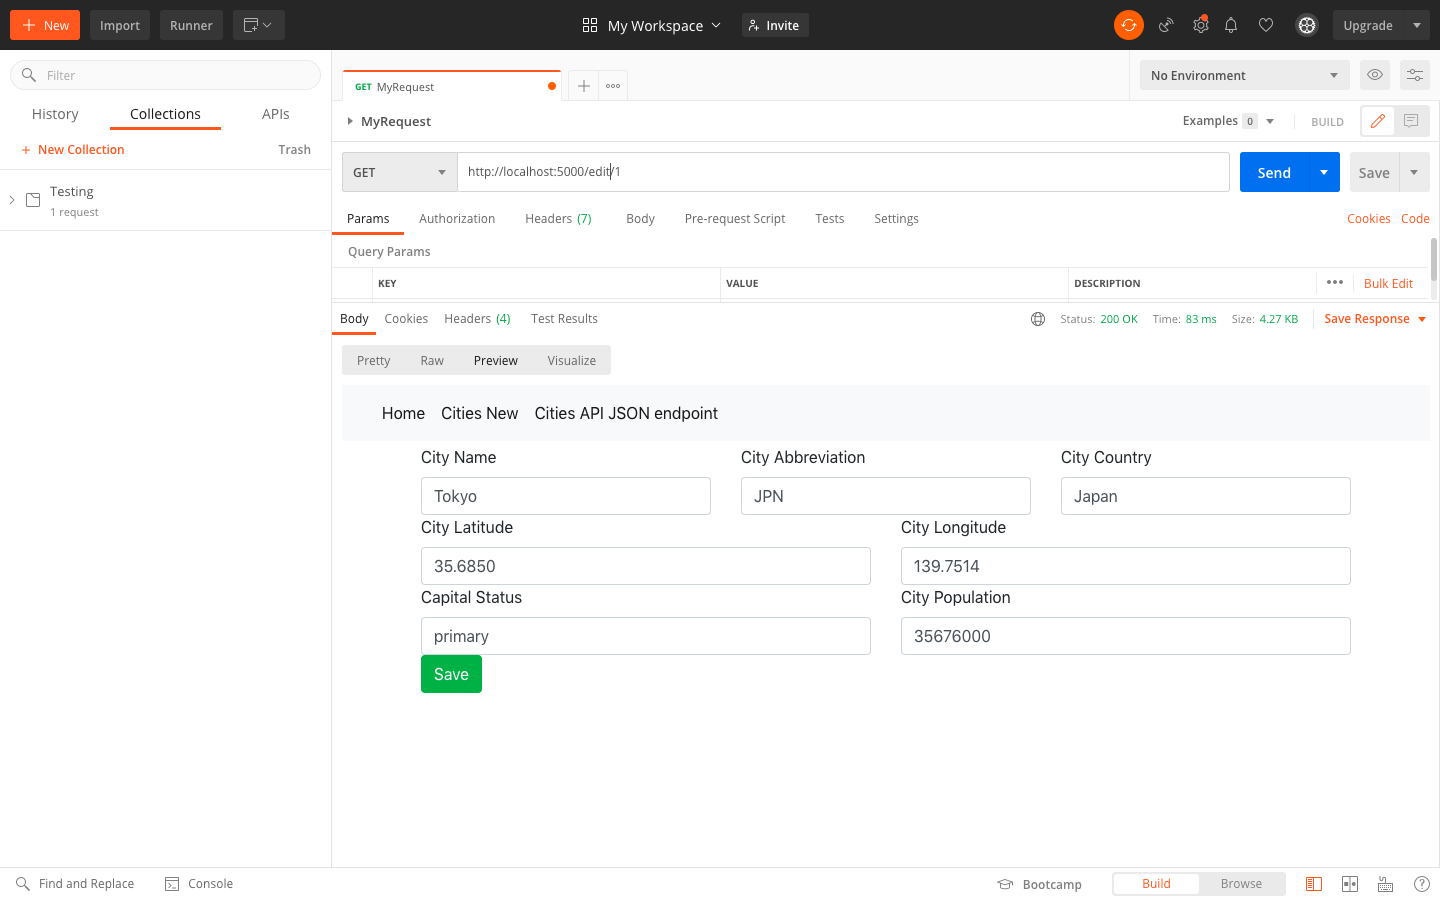 New Import Runner My Workspace Invite Upgrade
Filter
GET MyRequest
No Environment
History Collections APIs
MyRequest
Examples 0 BUILD
New Collection Trash
GET http://localhost:5000/edit/1 Send Save
Testing
1 request
Params Authorization Headers (7) Body Pre-request Script Tests Settings Cookies Code
Query Params
KEY VALUE DESCRIPTION Bulk Edit
Body Cookies Headers (4) Test Results Status: 200 OK Time: 83 ms Size: 4.27 KB Save Response
Pretty Raw Preview Visualize
Home Cities New Cities API JSON endpoint
City Name City Abbreviation City Country
Tokyo JPN Japan
City Latitude City Longitude
35.6850 139.7514
Capital Status City Population
primary 35676000
Save
Find and Replace Console Bootcamp Build Browse